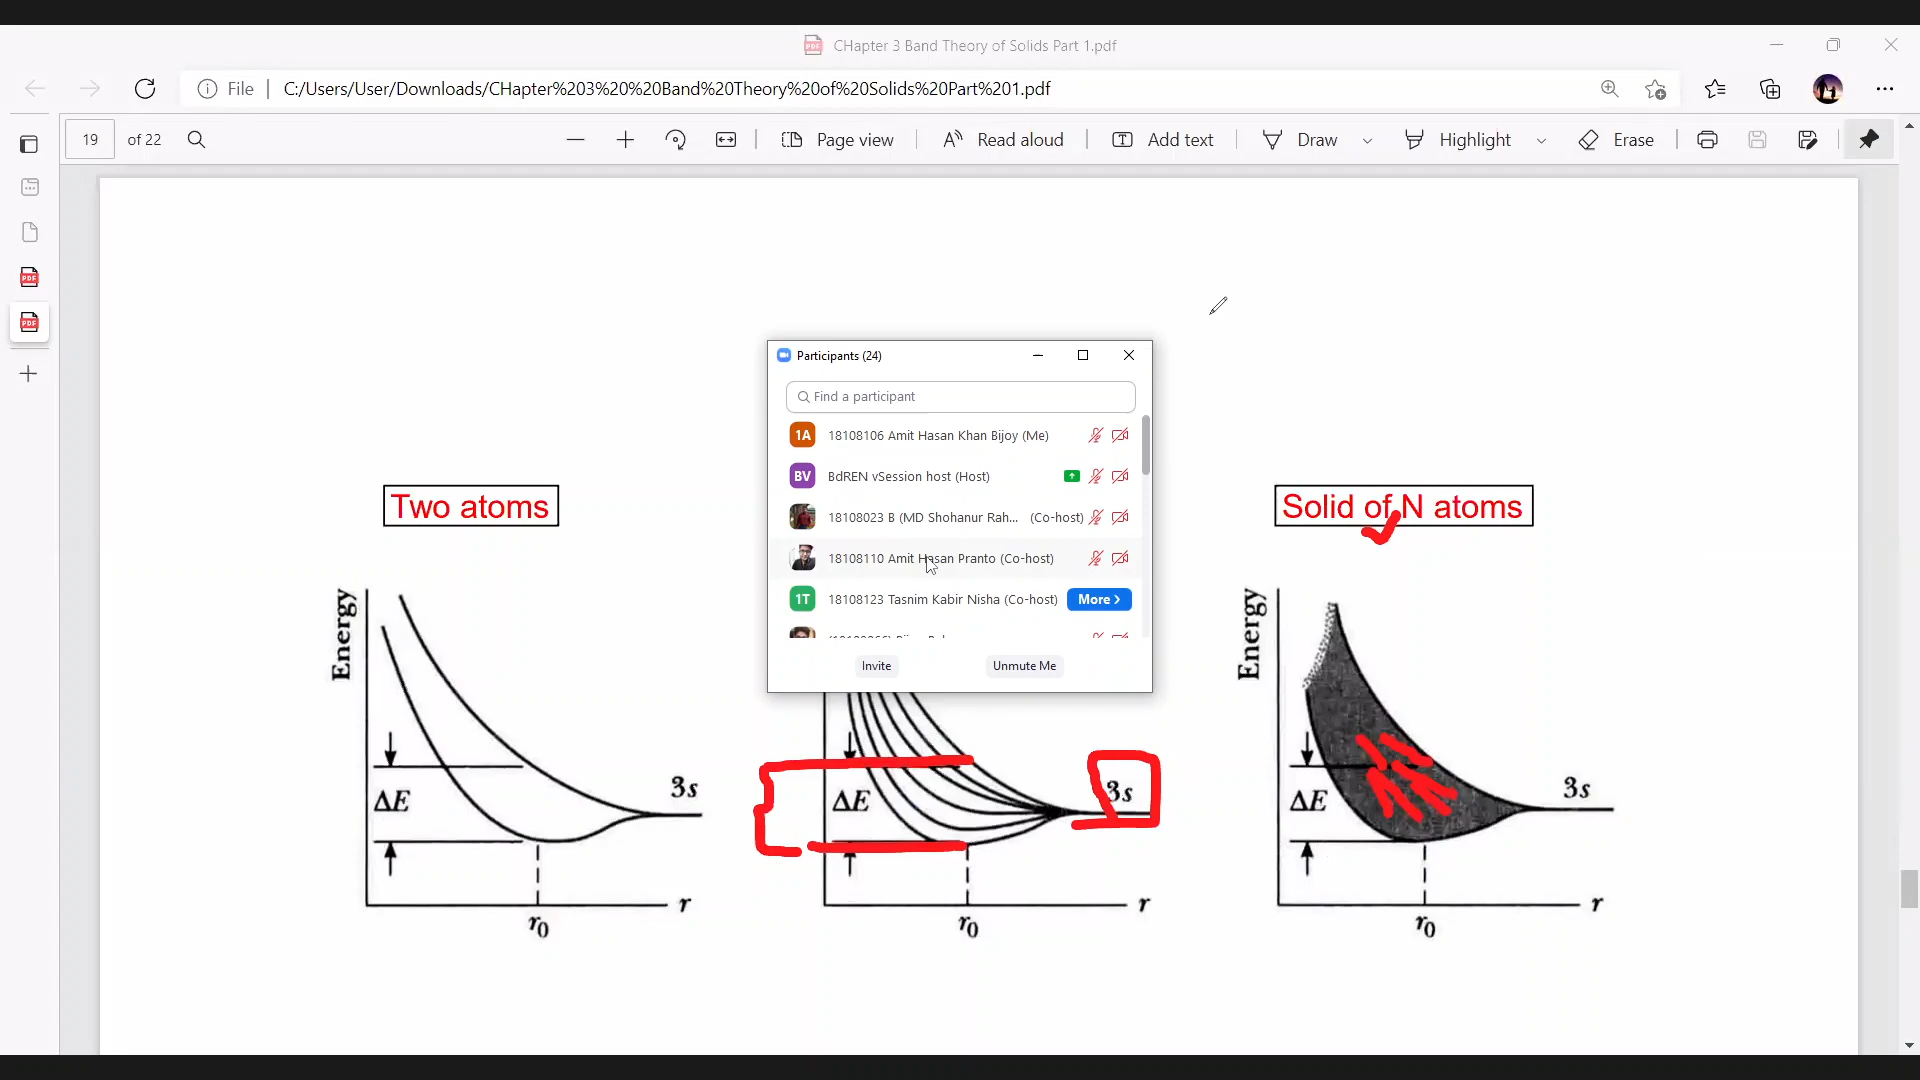 CHapter 3 Band Theory of Solids Part 1.pdf
File C:/Users/User/Downloads/CHapter%203%20%20Band%20Theory%20of%20Solids%20Part%201.pdf
19 of 22 Page view Read aloud Add text Draw Highlight Erase
Participants (24)
Find a participant
1A 18108106 Amit Hasan Khan Bijoy (Me)
BV BdREN vSession host (Host)
18108023 B (MD Shohanur Rah... (Co-host)
18108110 Amit Hasan Pranto (Co-host)
1T 18108123 Tasnim Kabir Nisha (Co-host) More >
Invite Unmute Me
Two atoms
Energy
ΔE
3s
r
r0
ΔE
3s
r
r0
Solid of N atoms
Energy
ΔE
3s
r
r0